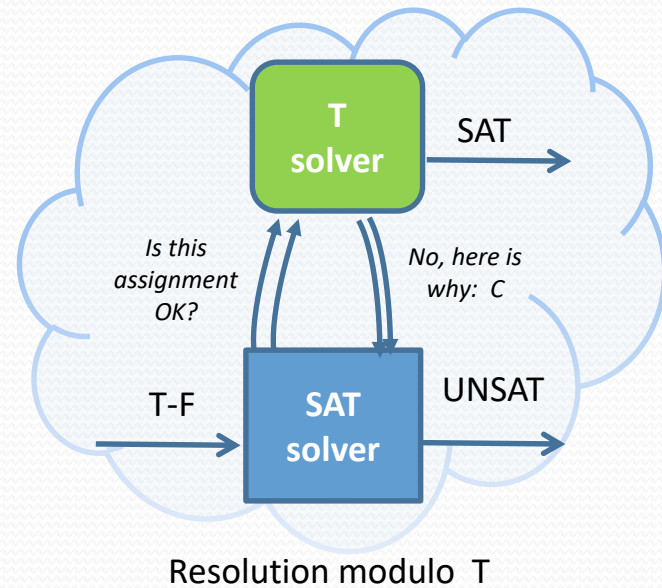 T
solver
SAT
Is this
assignment
OK?
No, here is
why: C
T-F
SAT
solver
UNSAT
Resolution modulo T